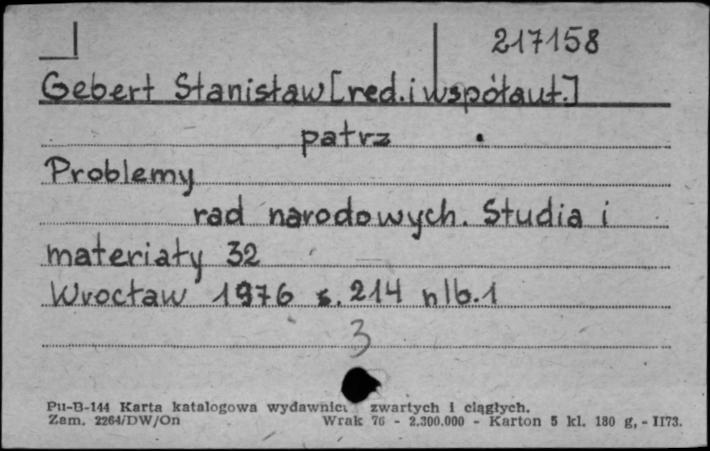 217158
Gebert Stanisław [red. i współaut.]
patrz
Problemy
rad narodowych. Studia i
materiały 32
Wrocław 1976 s. 214 nlb. 1
3
Pu-B-144 Karta katalogowa wydawnict zwartych i ciągłych.
Zam. 2264/DW/On Wrak 76 - 2.300.000 - Karton 5 kl. 180 g, - II73.